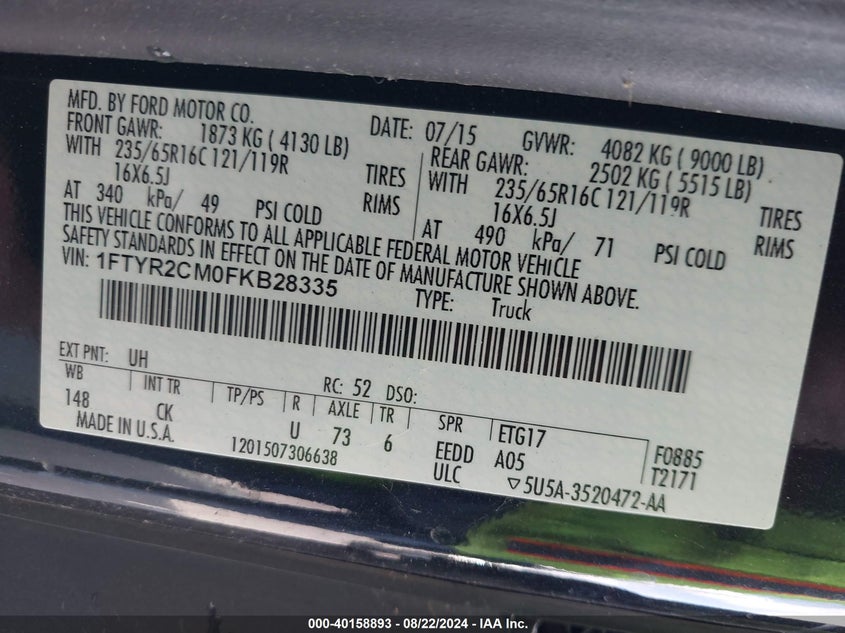 MFD. BY FORD MOTOR CO. DATE: 07/15 GVWR: 4082 KG ( 9000 LB)
FRONT GAWR: 1873 KG ( 4130 LB) REAR GAWR: 2502 KG ( 5515 LB)
WITH 235/65R16C 121/119R TIRES WITH 235/65R16C 121/119R TIRES
16X6.5J RIMS 16X6.5J RIMS
AT 340 kPa/ 49 PSI COLD AT 490 kPa/ 71 PSI COLD
THIS VEHICLE CONFORMS TO ALL APPLICABLE FEDERAL MOTOR VEHICLE
SAFETY STANDARDS IN EFFECT ON THE DATE OF MANUFACTURE SHOWN ABOVE.
VIN: 1FTYR2CM0FKB28335 TYPE: Truck
EXT PNT: UH RC: 52 DSO:
WB INT TR TP/PS R AXLE TR SPR ETG17 F0885
148 CK U 73 6 EEDD A05 T2171
MADE IN U.S.A. 1201507306638 ULC ▽5U5A-3520472-AA
000-40158893 - 08/22/2024 - IAA Inc.